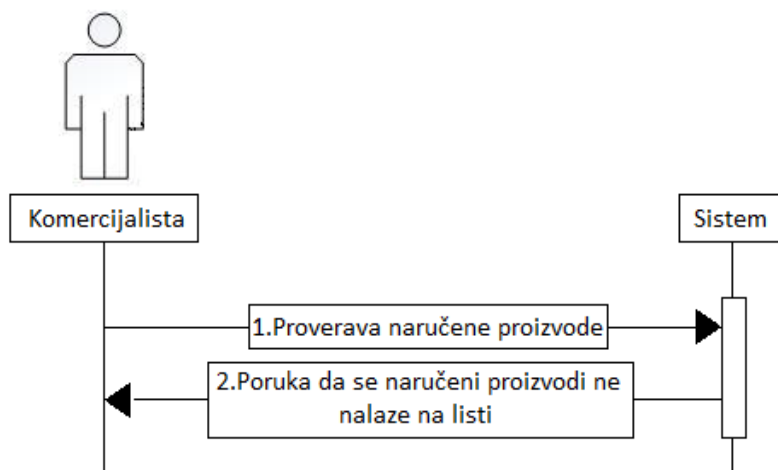 Komercijalista
Sistem
1.Proverava naručene proizvode
2.Poruka da se naručeni proizvodi ne
nalaze na listi